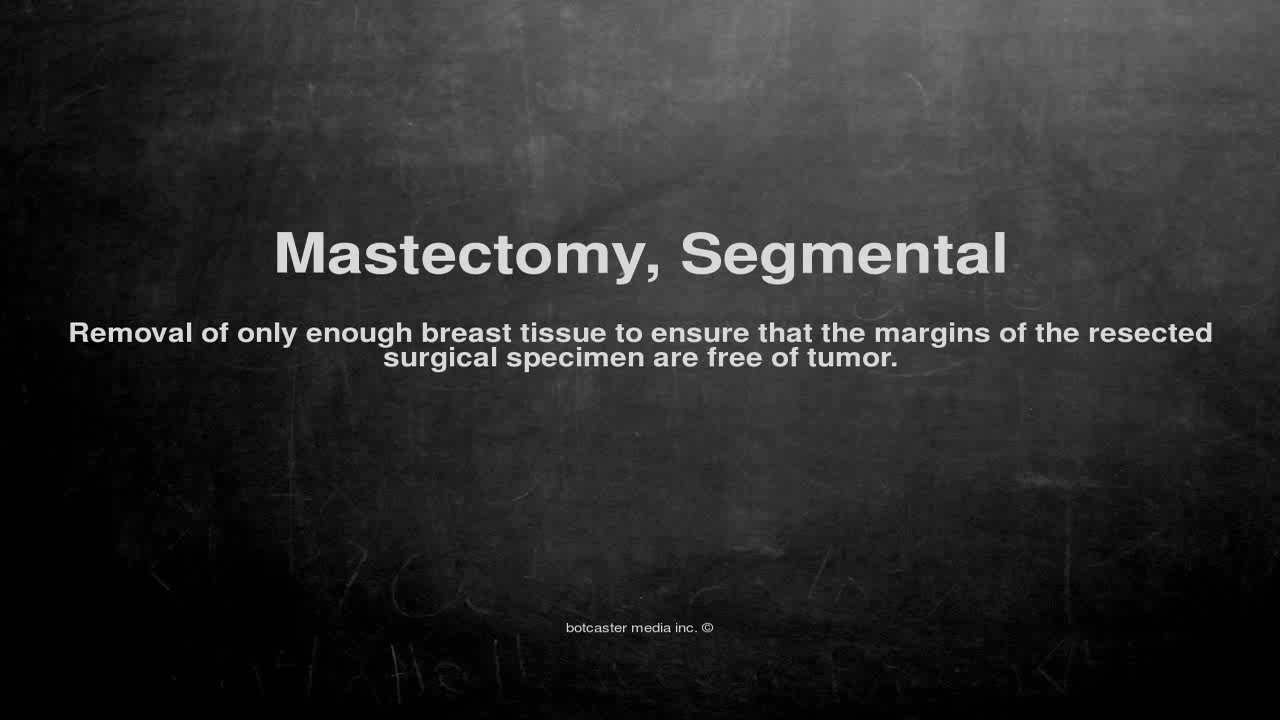 Mastectomy, Segmental
Removal of only enough breast tissue to ensure that the margins of the resected
surgical specimen are free of tumor.
botcaster media inc. ©